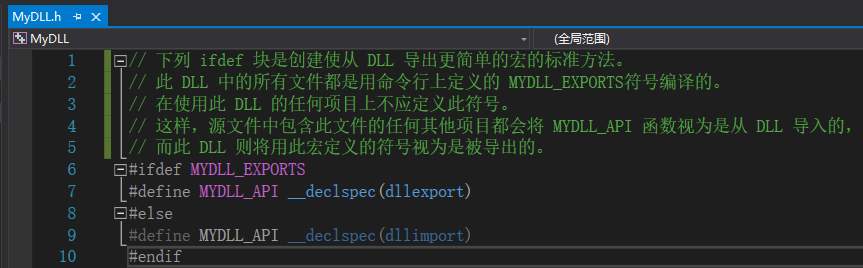 MyDLL.h
MyDLL (全局范围)
1 // 下列 ifdef 块是创建使从 DLL 导出更简单的宏的标准方法。
2 // 此 DLL 中的所有文件都是用命令行上定义的 MYDLL_EXPORTS符号编译的。
3 // 在使用此 DLL 的任何项目上不应定义此符号。
4 // 这样，源文件中包含此文件的任何其他项目都会将 MYDLL_API 函数视为是从 DLL 导入的，
5 // 而此 DLL 则将用此宏定义的符号视为是被导出的。
6 #ifdef MYDLL_EXPORTS
7 #define MYDLL_API __declspec(dllexport)
8 #else
9 #define MYDLL_API __declspec(dllimport)
10 #endif